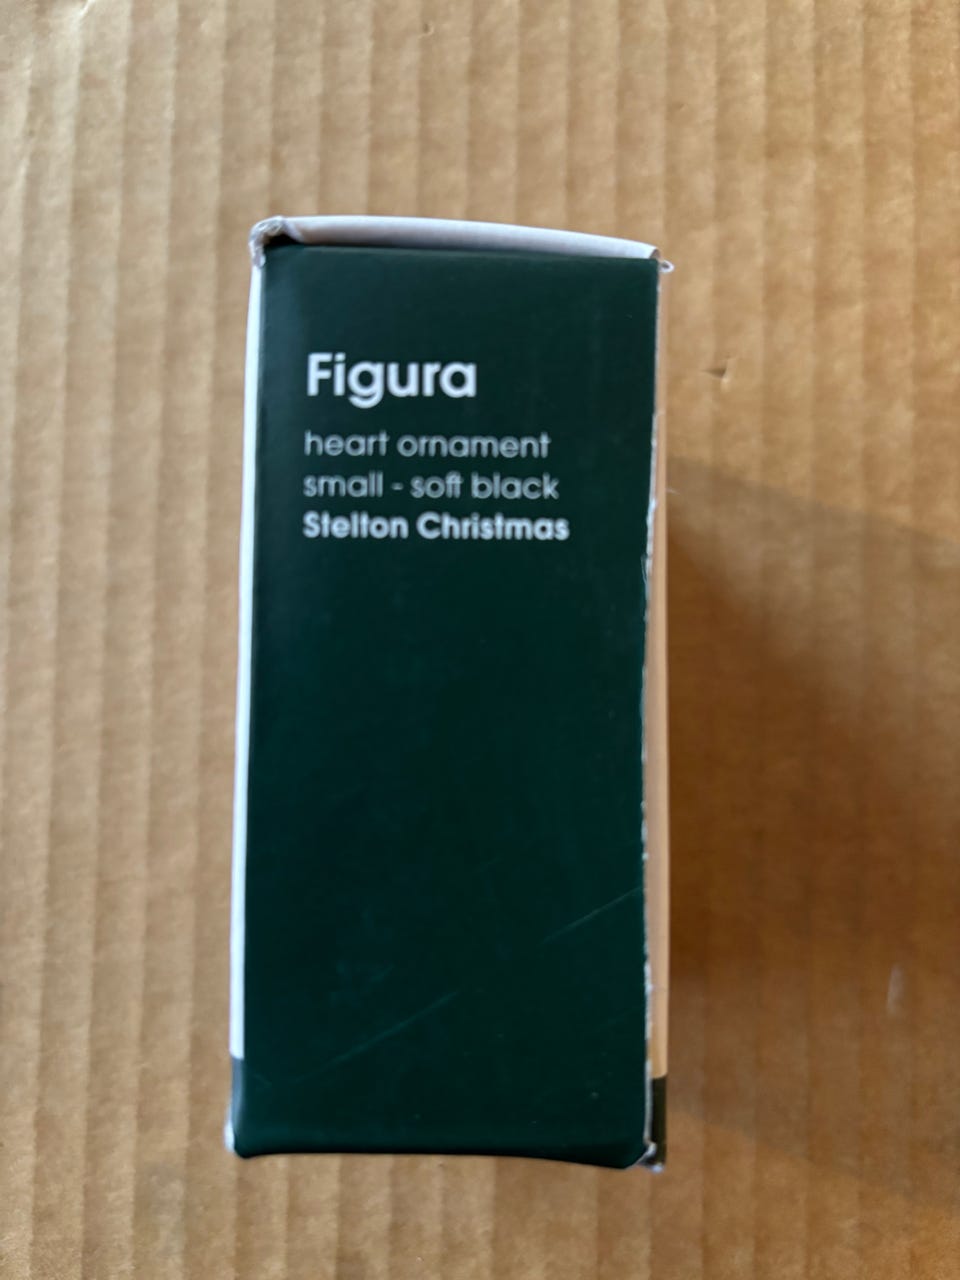 Figura
heart ornament
small - soft black
Stelton Christmas